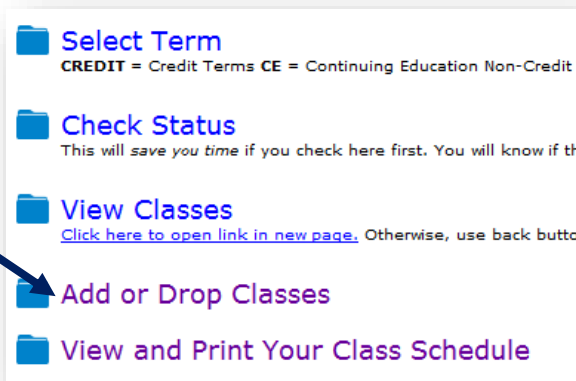 Select Term
CREDIT = Credit Terms CE = Continuing Education Non-Credit
Check Status
This will save you time if you check here first. You will know if
View Classes
Click here to open link in new page. Otherwise, use back
Add or Drop Classes
View and Print Your Class Schedule